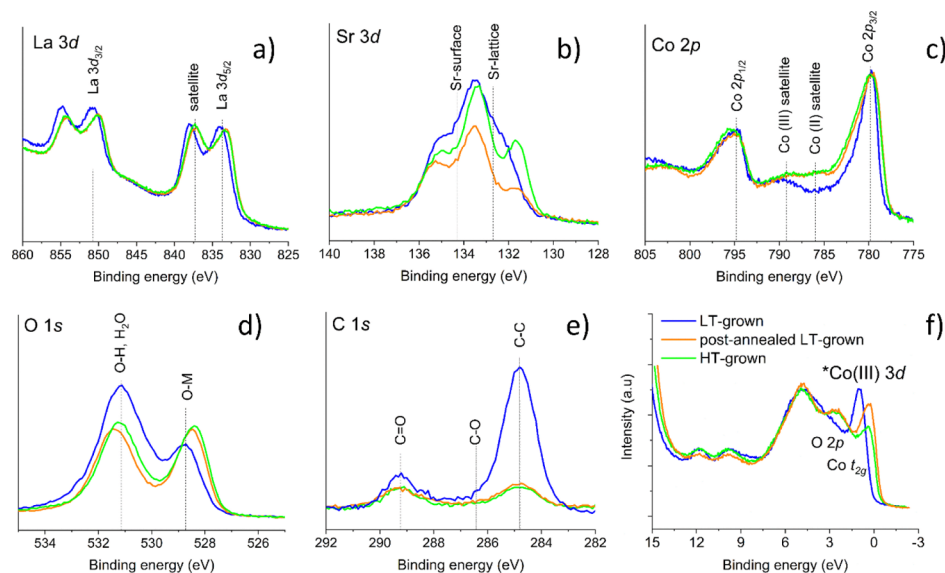 La 3d
a)
La 3d3/2
satellite
La 3d5/2
860 855 850 845 840 835 830 825
Binding energy (eV)
Sr 3d
b)
Sr-surface
Sr-lattice
140 138 136 134 132 130 128
Binding energy (eV)
Co 2p
c)
Co 2p1/2
Co (III) satellite
Co (II) satellite
Co 2p3/2
805 800 795 790 785 780 775
Binding energy (eV)
O 1s
d)
O-H, H2O
O-M
534 532 530 528 526
Binding energy (eV)
C 1s
e)
C=O
C-O
C-C
292 290 288 286 284 282
Binding energy (eV)
f)
LT-grown
post-annealed LT-grown
HT-grown
*Co(III) 3d
O 2p
Co t2g
Intensity (a.u)
15 12 9 6 3 0 -3
Binding energy (eV)